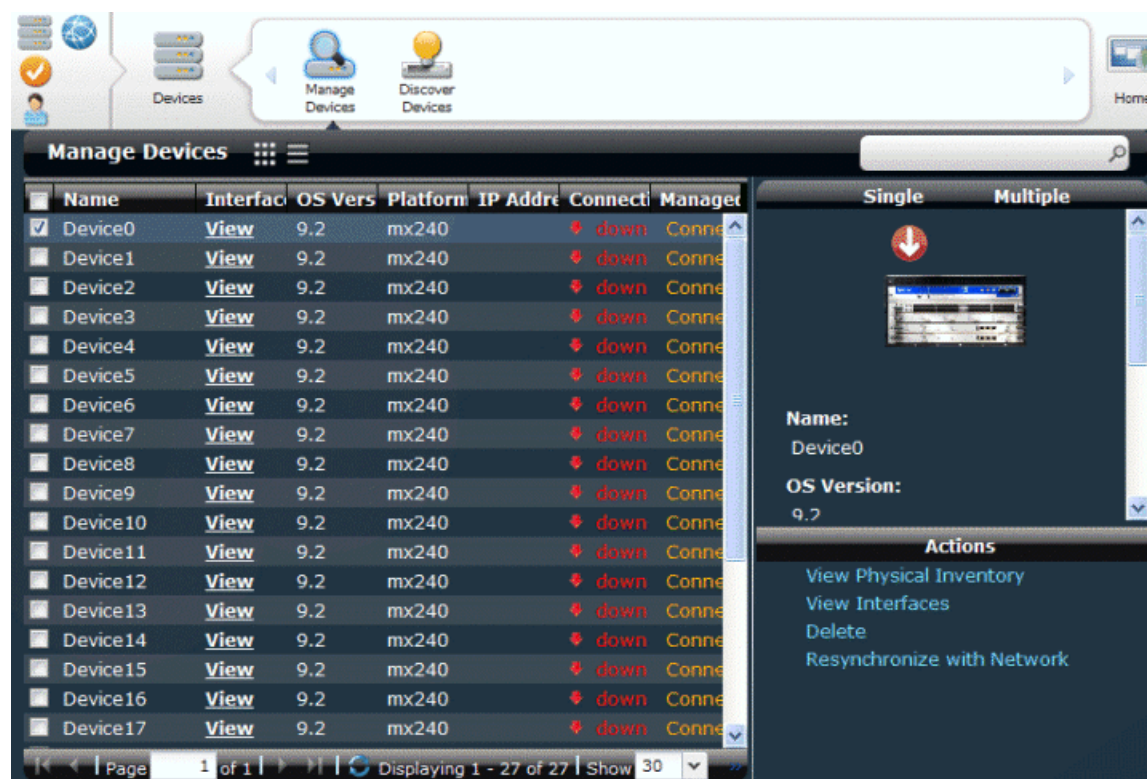 Devices
Manage Devices
Discover Devices
Home
Manage Devices
Name Interfac OS Vers Platform IP Addre Connecti Managed
Device0 View 9.2 mx240 down Conne
Device1 View 9.2 mx240 down Conne
Device2 View 9.2 mx240 down Conne
Device3 View 9.2 mx240 down Conne
Device4 View 9.2 mx240 down Conne
Device5 View 9.2 mx240 down Conne
Device6 View 9.2 mx240 down Conne
Device7 View 9.2 mx240 down Conne
Device8 View 9.2 mx240 down Conne
Device9 View 9.2 mx240 down Conne
Device10 View 9.2 mx240 down Conne
Device11 View 9.2 mx240 down Conne
Device12 View 9.2 mx240 down Conne
Device13 View 9.2 mx240 down Conne
Device14 View 9.2 mx240 down Conne
Device15 View 9.2 mx240 down Conne
Device16 View 9.2 mx240 down Conne
Device17 View 9.2 mx240 down Conne
Page 1 of 1 Displaying 1 - 27 of 27 Show 30
Single Multiple
Name:
Device0
OS Version:
9.2
Actions
View Physical Inventory
View Interfaces
Delete
Resynchronize with Network